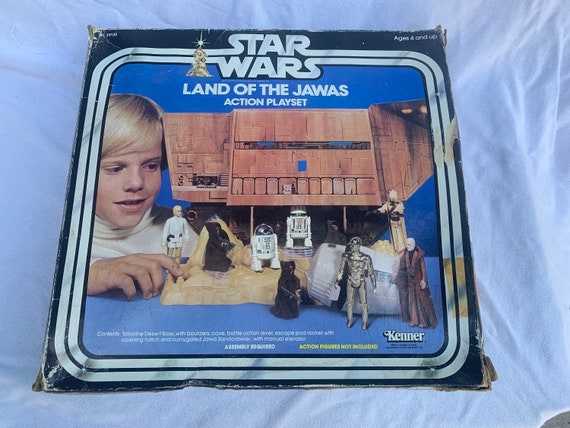 Ages 4 and up
STAR
WARS
LAND OF THE JAWAS
ACTION PLAYSET
Contents: Tatooine Desert Base, with boulders, cave, battle action lever, escape pod rocket with
opening hatch and corrugated Jawa Sandcrawler, with manual elevator.
ASSEMBLY REQUIRED ACTION FIGURES NOT INCLUDED
Kenner